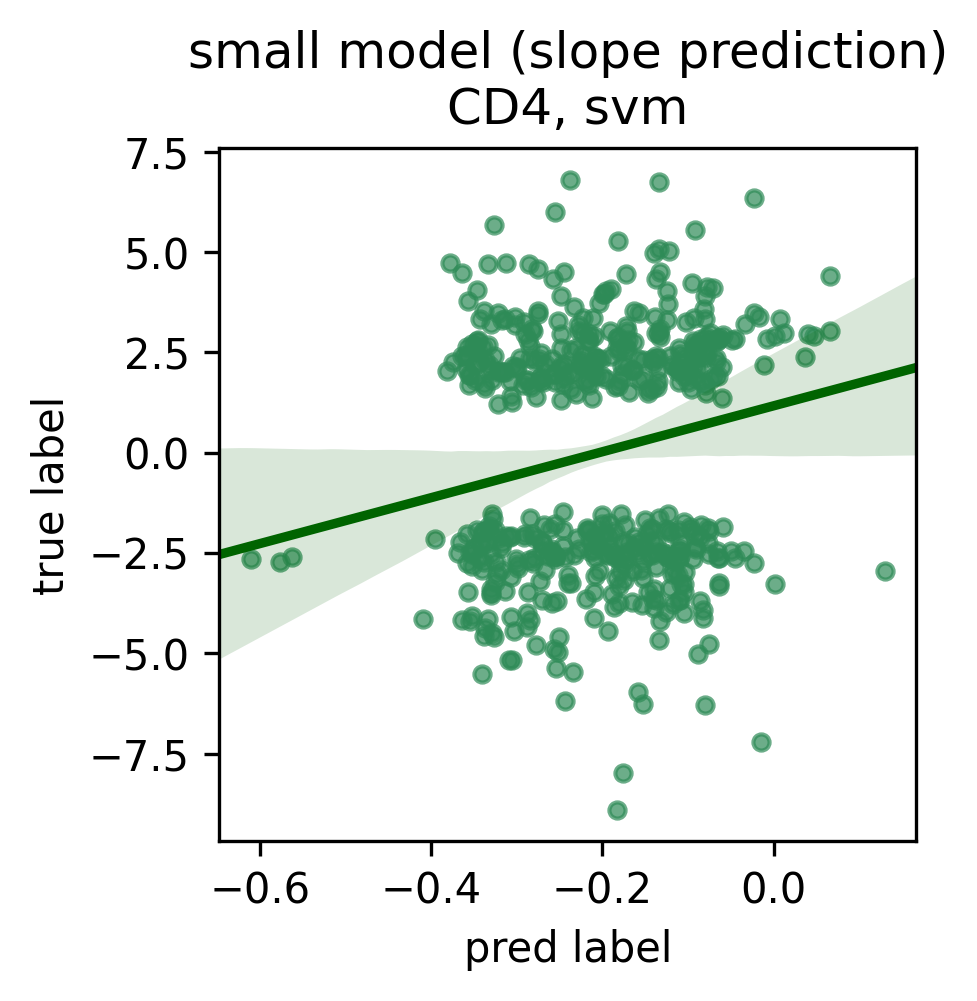 small model (slope prediction)
CD4, svm
7.5
5.0
2.5
0.0
−2.5
−5.0
−7.5
true label
−0.6
−0.4
−0.2
0.0
pred label